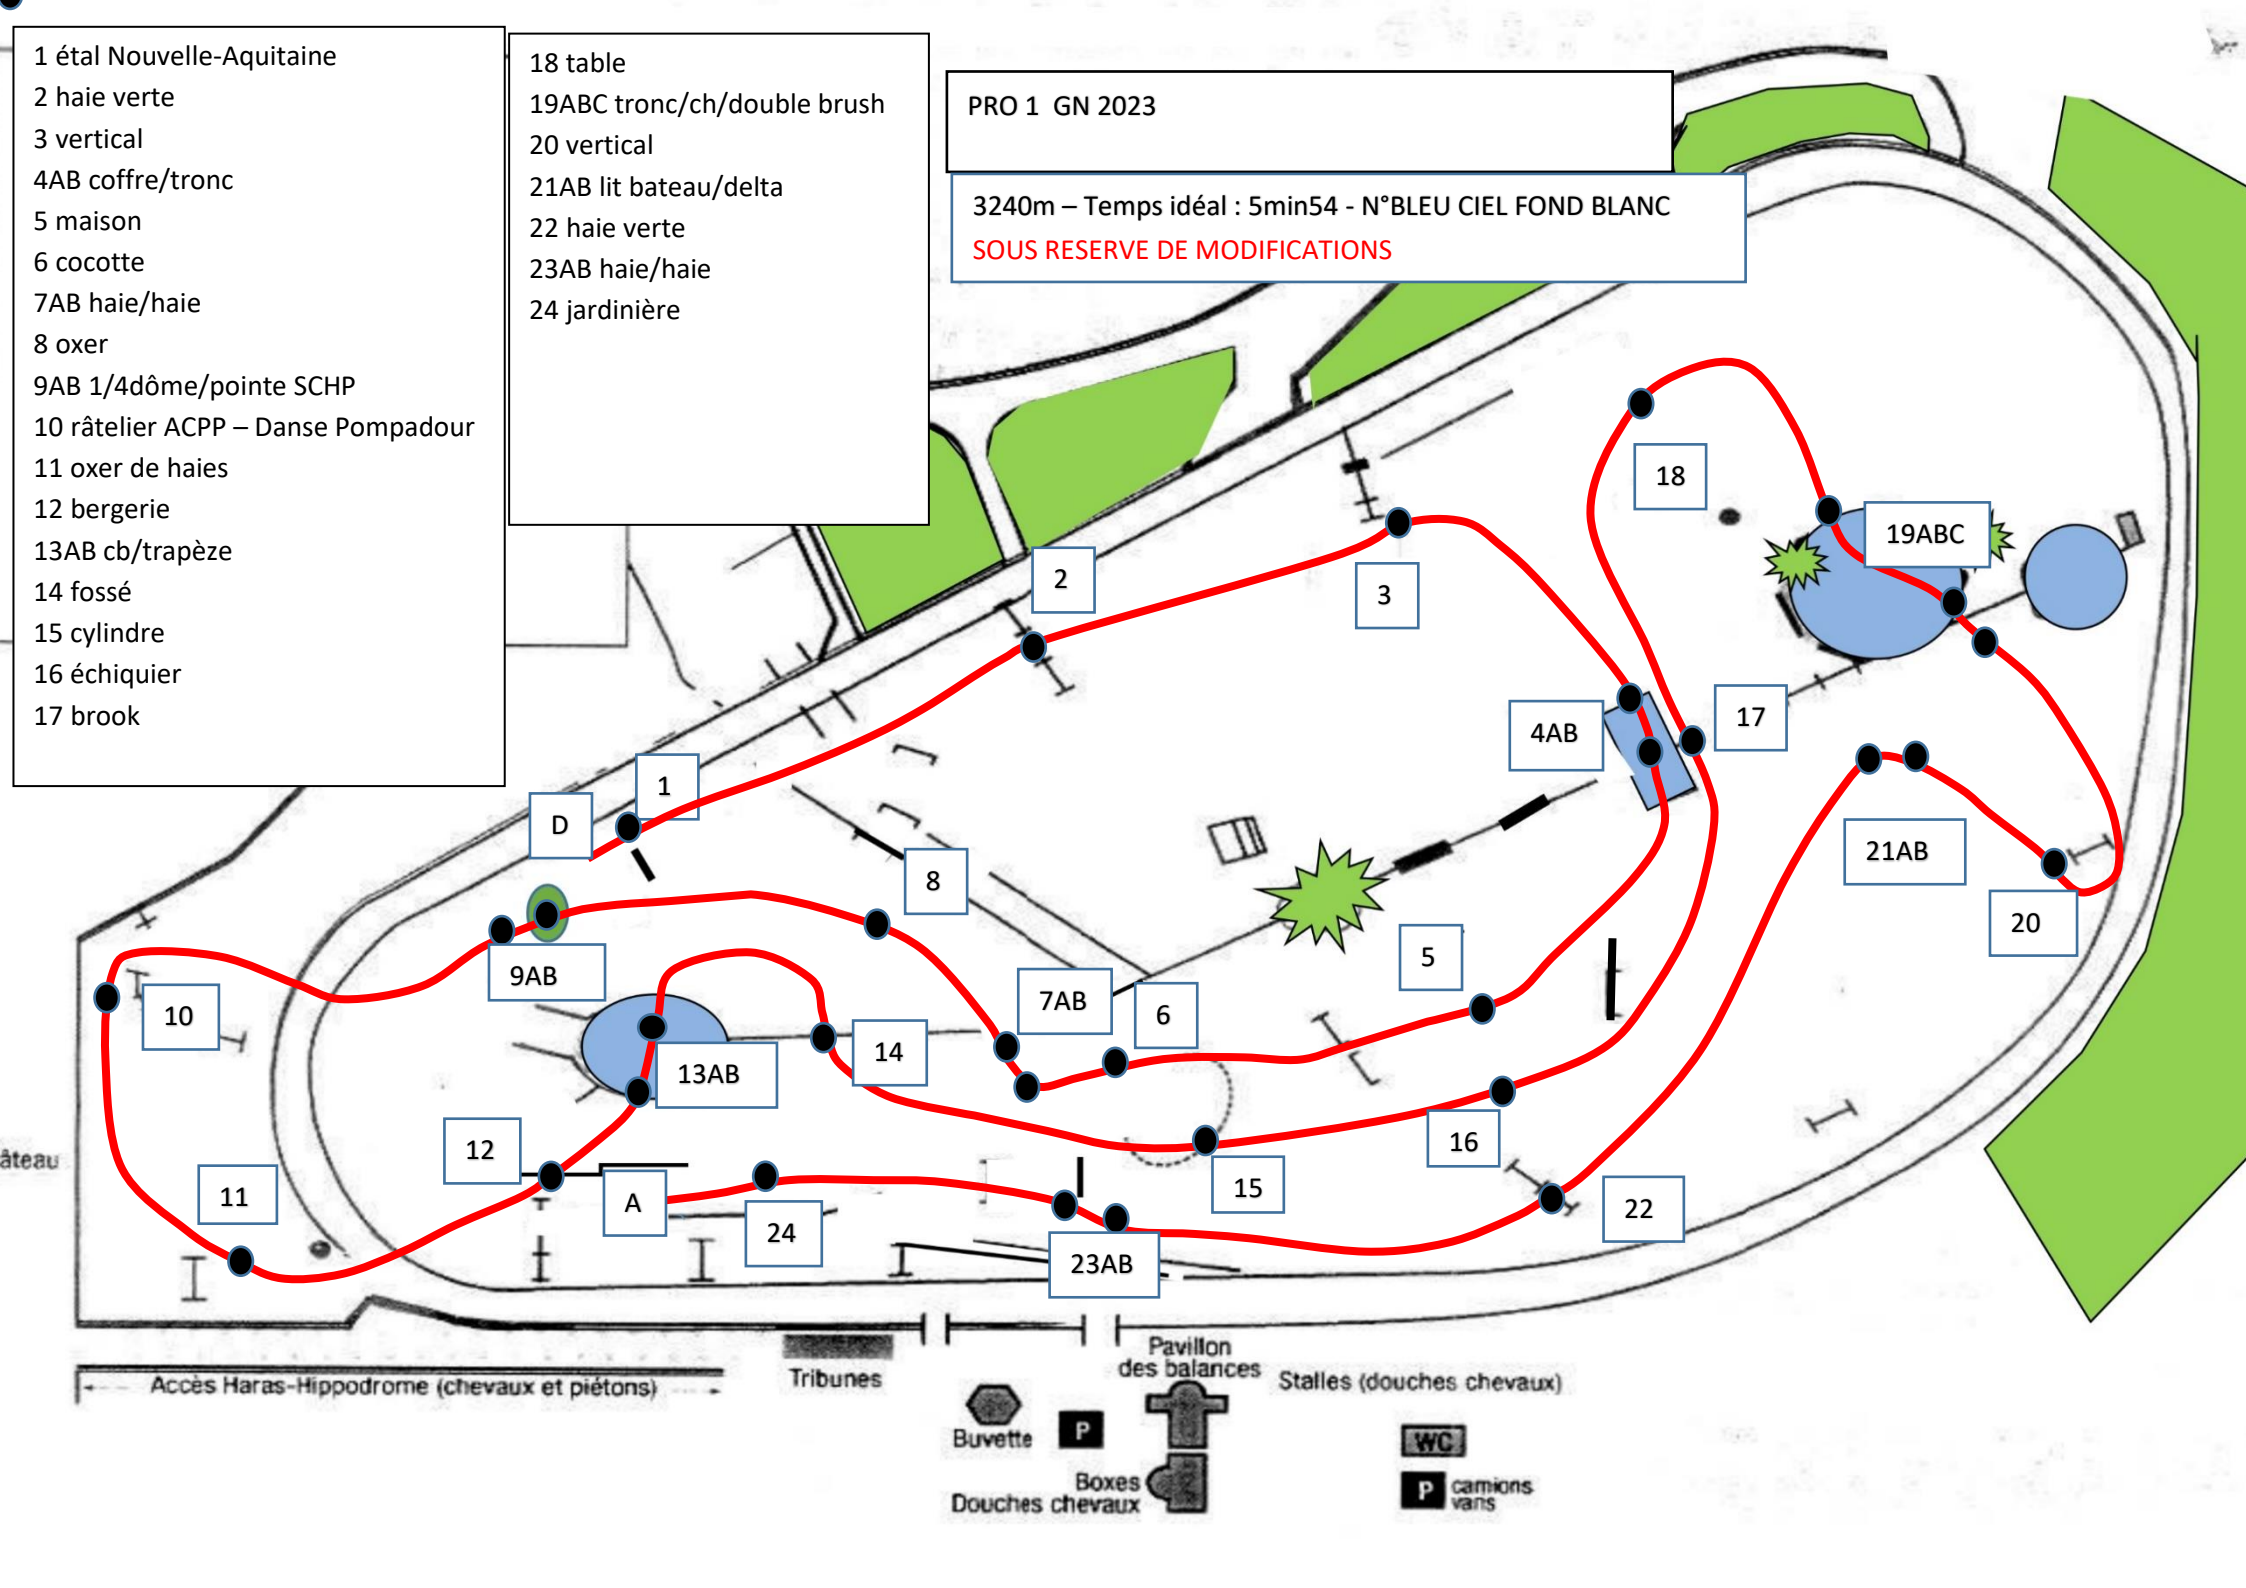 1 étal Nouvelle-Aquitaine
2 haie verte
3 vertical
4AB coffre/tronc
5 maison
6 cocotte
7AB haie/haie
8 oxer
9AB 1/4dôme/pointe SCHP
10 râtelier ACPP – Danse Pompadour
11 oxer de haies
12 bergerie
13AB cb/trapèze
14 fossé
15 cylindre
16 échiquier
17 brook
18 table
19ABC tronc/ch/double brush
20 vertical
21AB lit bateau/delta
22 haie verte
23AB haie/haie
24 jardinière
PRO 1 GN 2023
3240m – Temps idéal : 5min54 - N°BLEU CIEL FOND BLANC
SOUS RESERVE DE MODIFICATIONS
18
19ABC
2
3
4AB
17
1
D
8
21AB
20
5
9AB
7AB
6
10
14
13AB
12
16
11
A
15
22
24
23AB
âteau
Accès Haras-Hippodrome (chevaux et piétons)
Tribunes
Pavillon
des balances
Stalles (douches chevaux)
Buvette
P
WC
Boxes
Douches chevaux
P
camions
vans